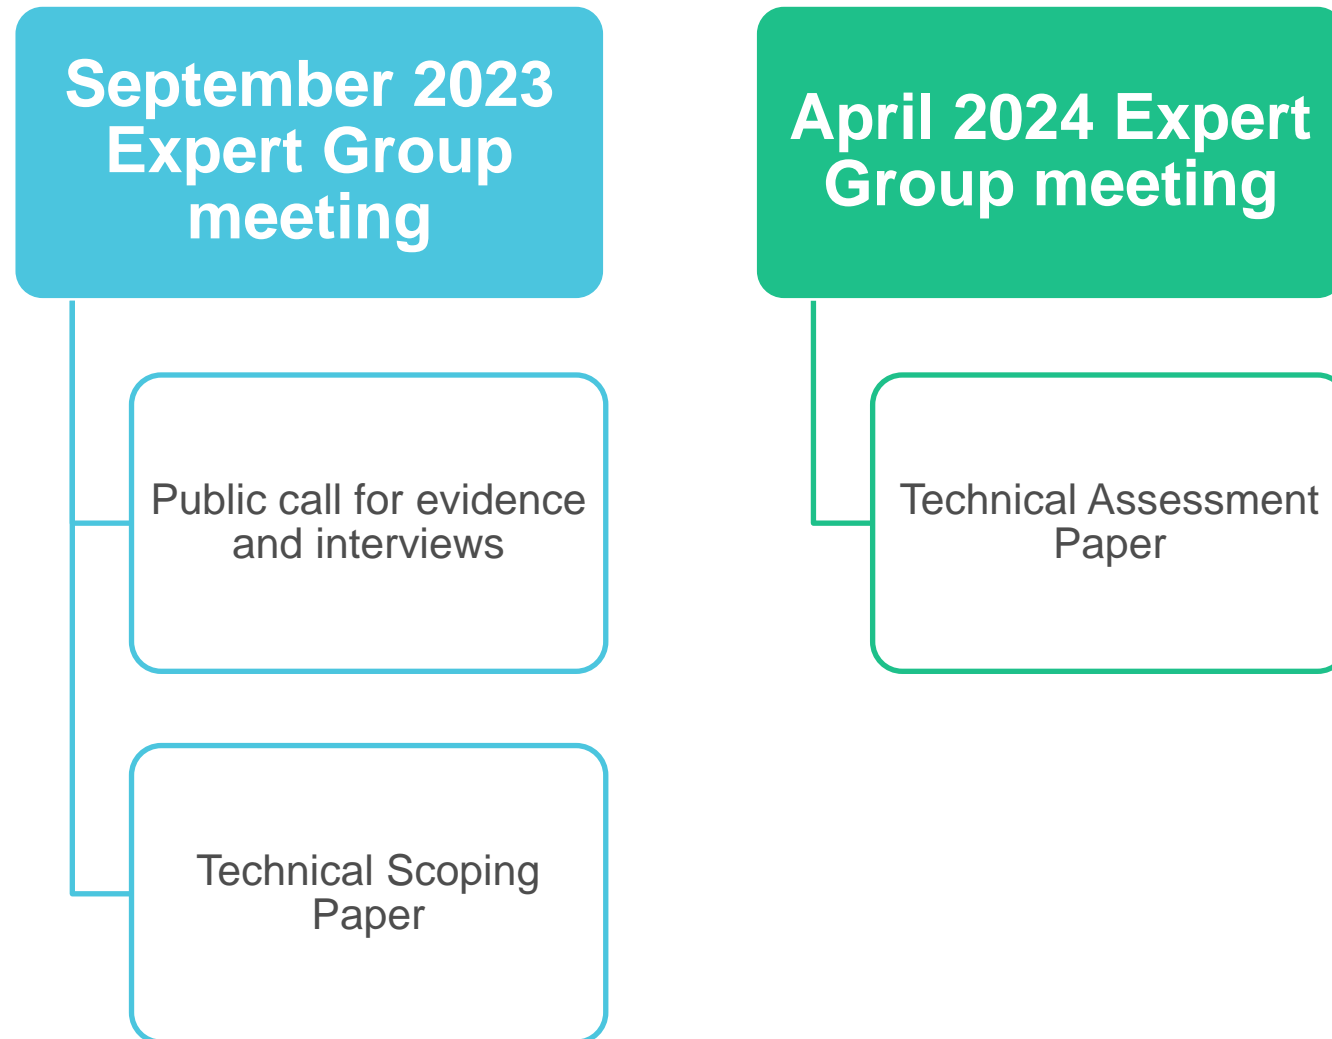 September 2023
Expert Group
meeting
Public call for evidence
and interviews
Technical Scoping
Paper
April 2024 Expert
Group meeting
Technical Assessment
Paper